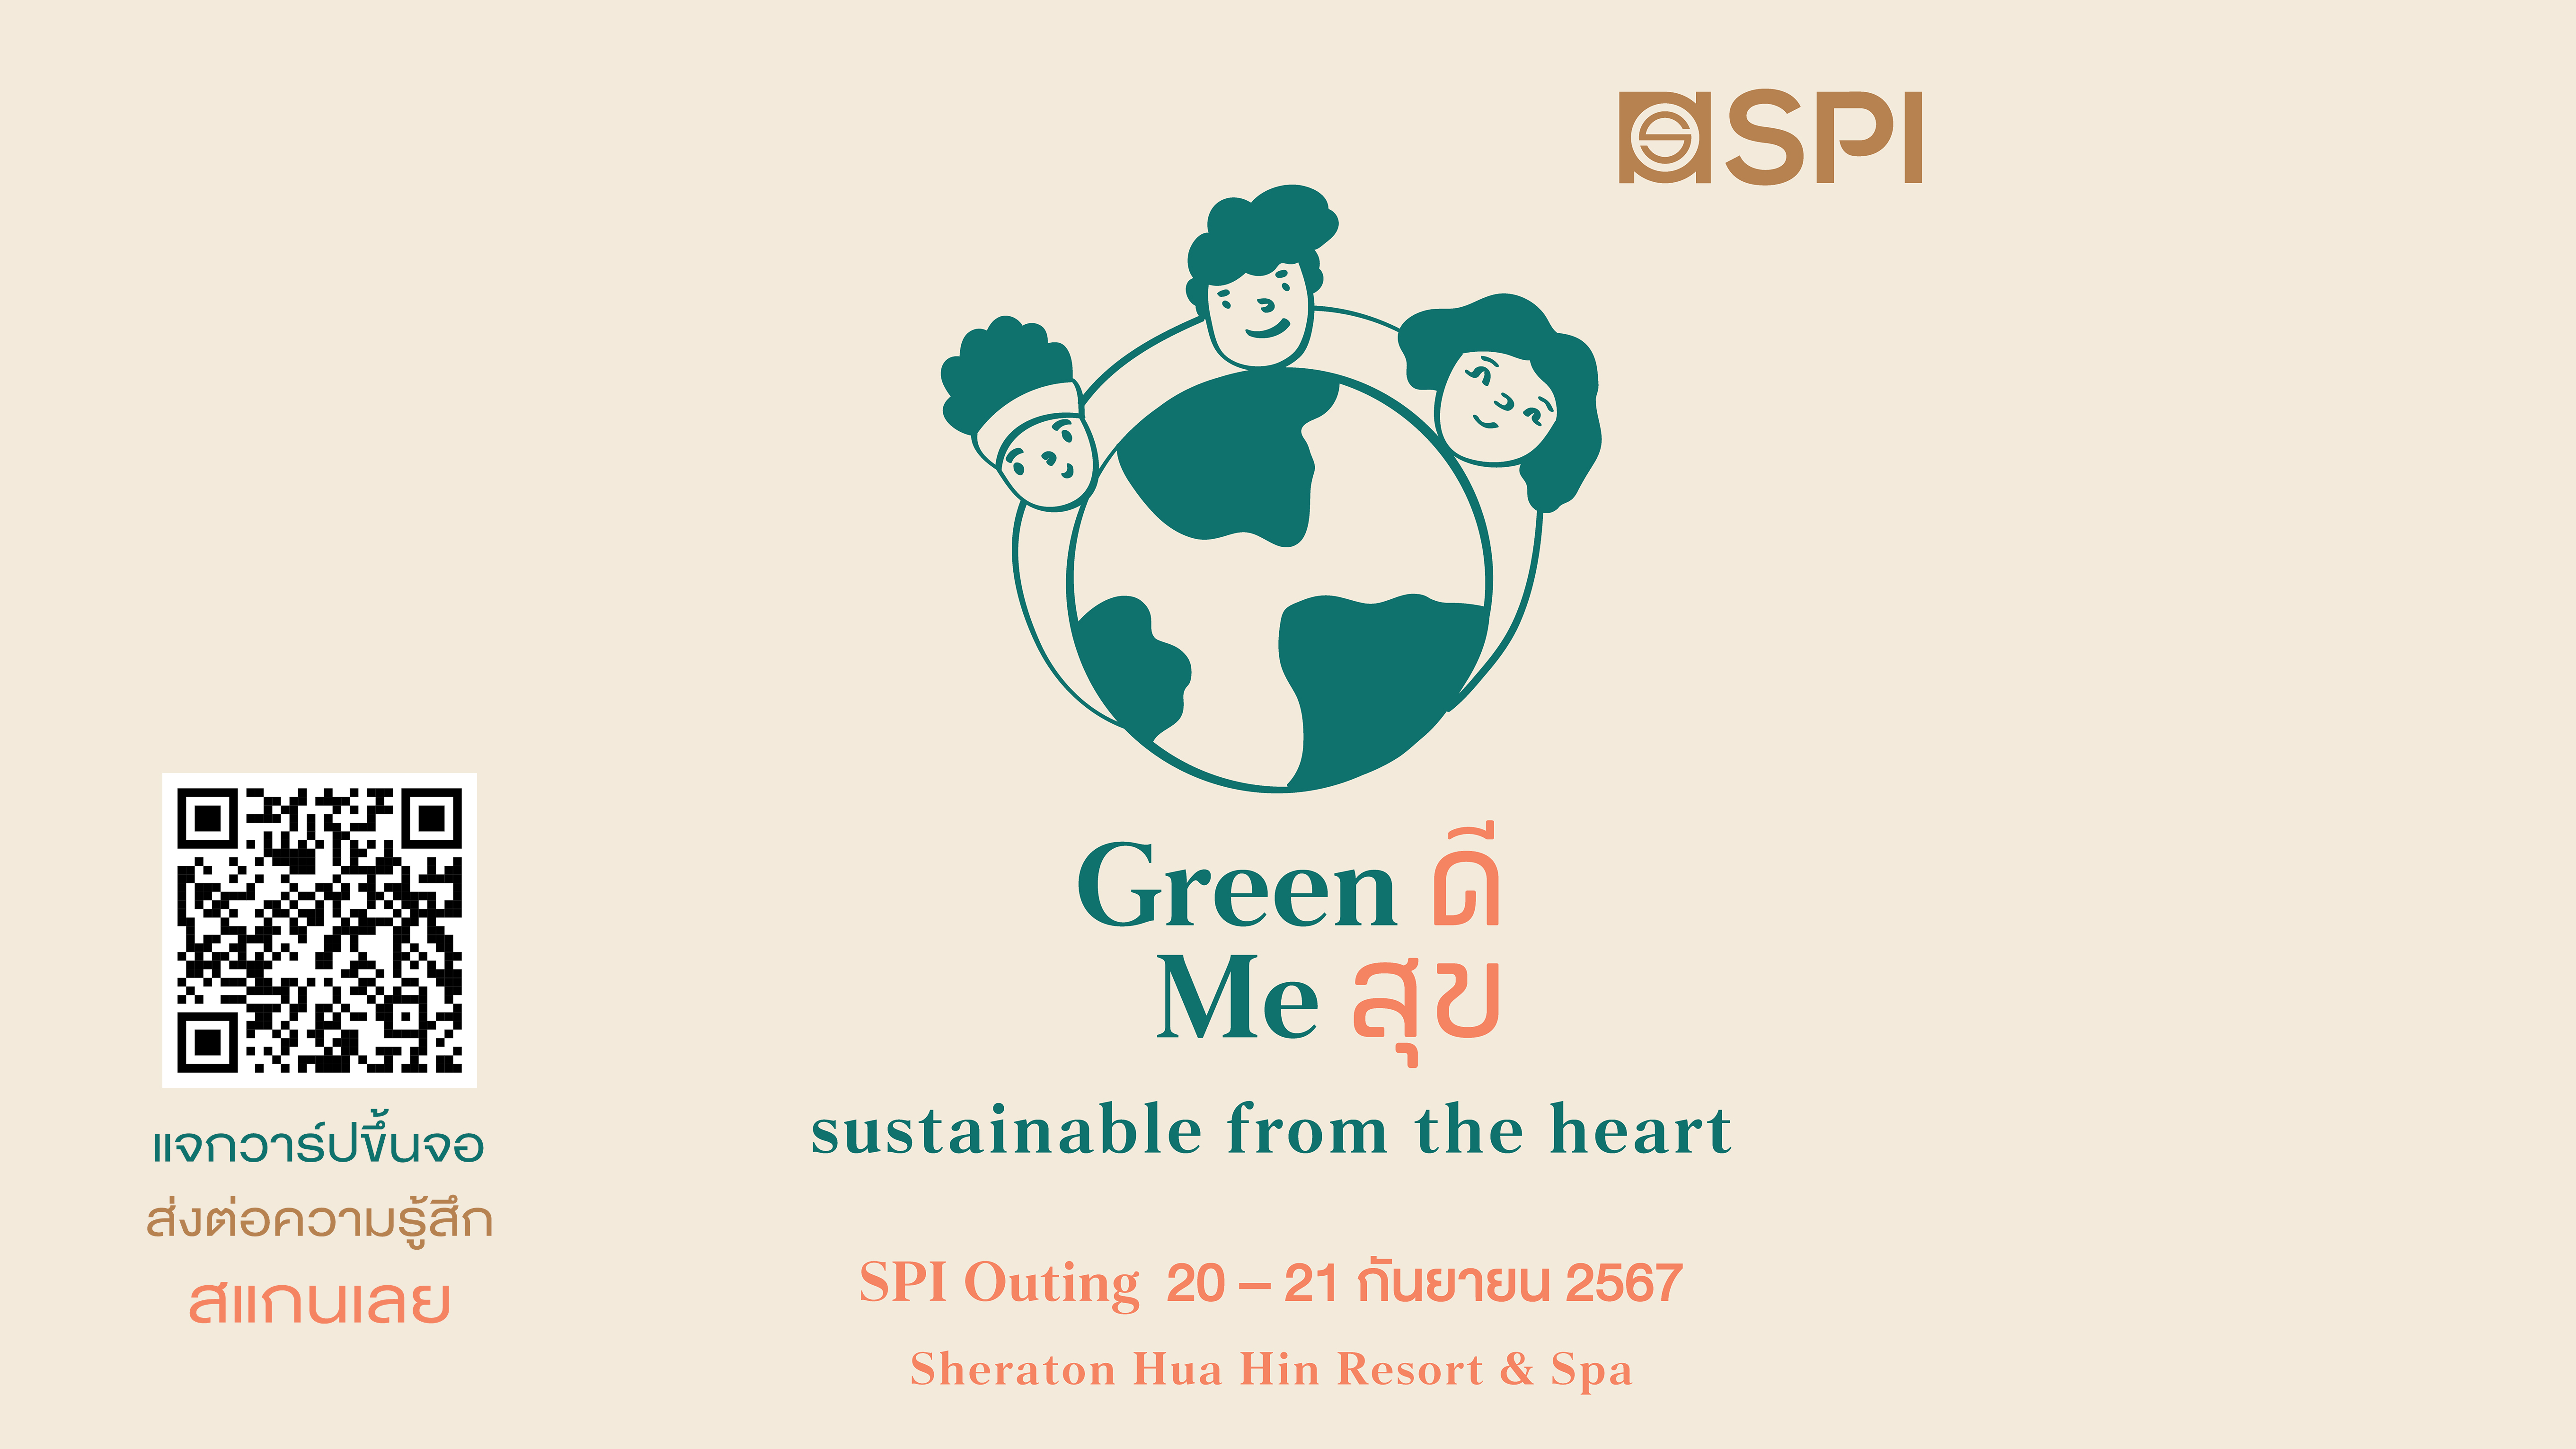 SPI
Green ดี
Me สุข
sustainable from the heart
SPI Outing 20 – 21 กันยายน 2567
Sheraton Hua Hin Resort & Spa
แจกวาร์ปขึ้นจอ
ส่งต่อความรู้สึก
สแกนเลย